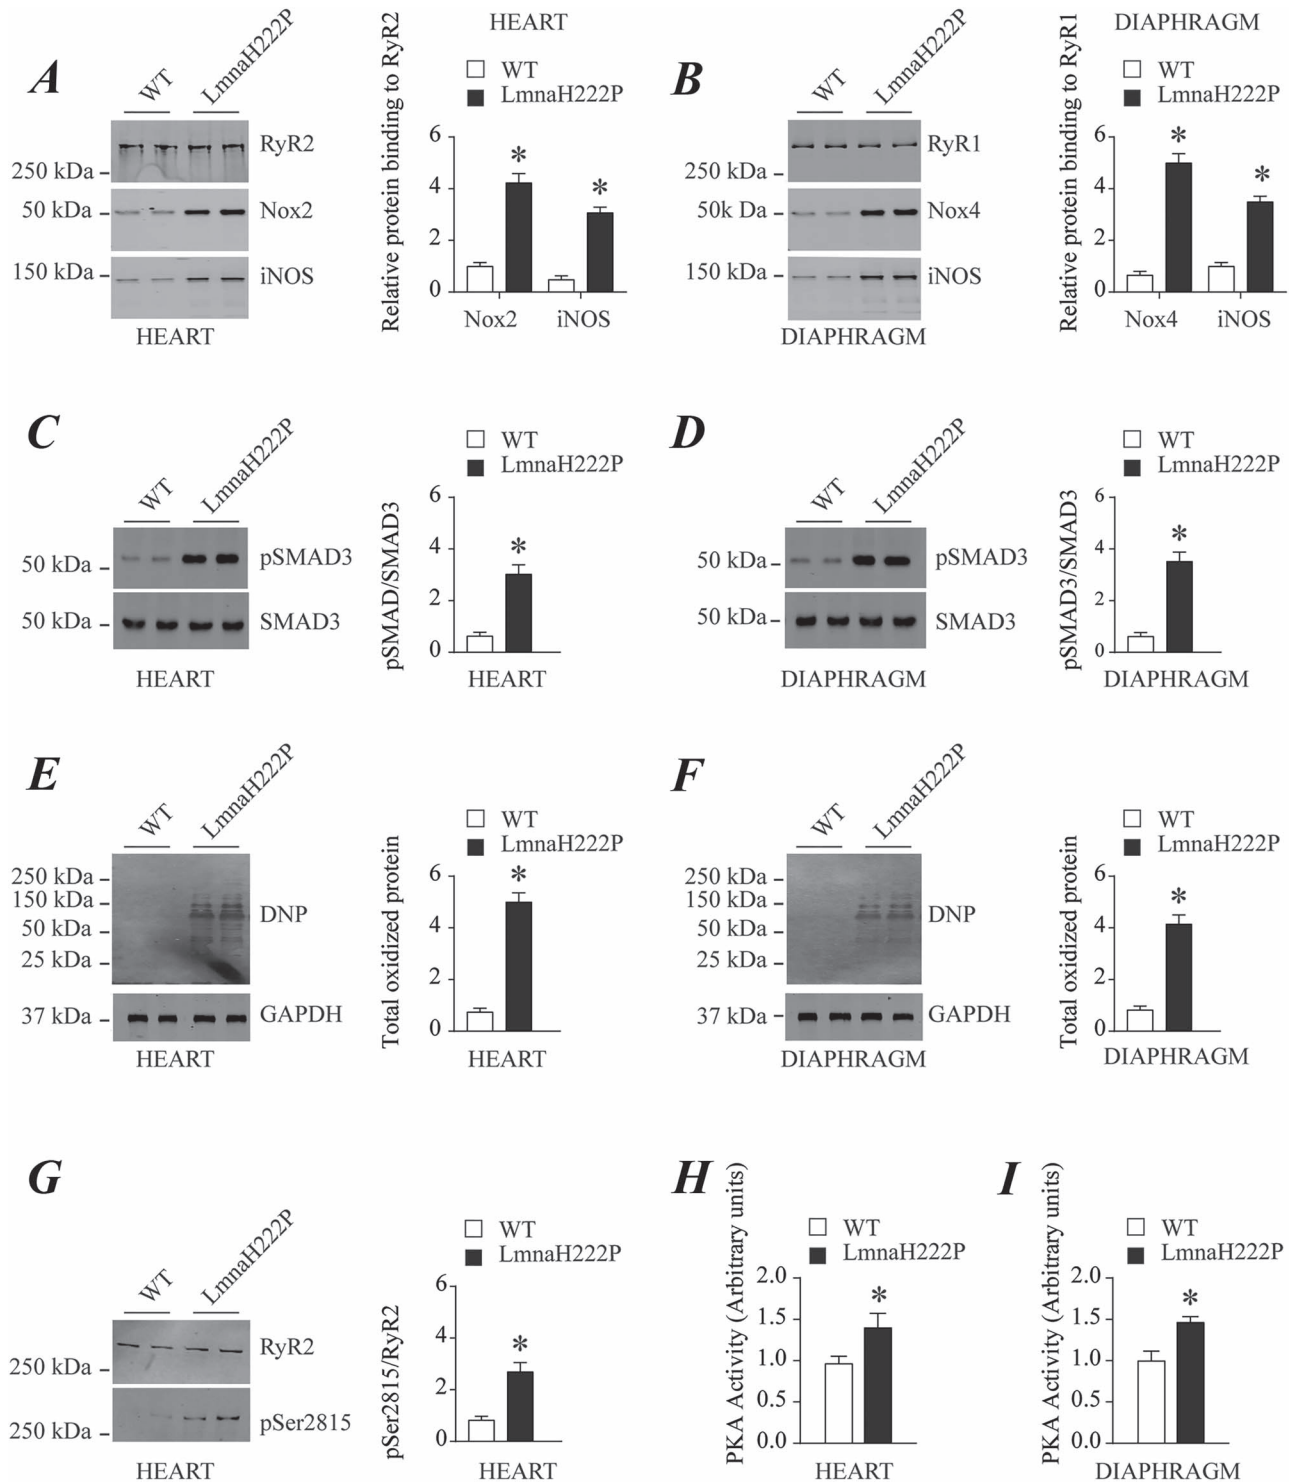 A
WT
LmnaH222P
RyR2
250 kDa
50 kDa
Nox2
150 kDa
iNOS
HEART
HEART
WT
LmnaH222P
Relative protein binding to RyR2
6
4
2
0
Nox2
iNOS
B
WT
LmnaH222P
RyR1
250 kDa
50k Da
Nox4
150 kDa
iNOS
DIAPHRAGM
DIAPHRAGM
WT
LmnaH222P
Relative protein binding to RyR1
6
4
2
0
Nox4
iNOS
C
WT
LmnaH222P
50 kDa
pSMAD3
50 kDa
SMAD3
HEART
WT
LmnaH222P
pSMAD/SMAD3
6
4
2
0
HEART
D
WT
LmnaH222P
50 kDa
pSMAD3
50 kDa
SMAD3
DIAPHRAGM
WT
LmnaH222P
pSMAD3/SMAD3
6
4
2
0
DIAPHRAGM
E
WT
LmnaH222P
250 kDa
150 kDa
DNP
50 kDa
25 kDa
37 kDa
GAPDH
HEART
WT
LmnaH222P
Total oxidized protein
6
4
2
0
HEART
F
WT
LmnaH222P
250 kDa
150 kDa
DNP
50 kDa
25 kDa
37 kDa
GAPDH
DIAPHRAGM
WT
LmnaH222P
Total oxidized protein
6
4
2
0
DIAPHRAGM
G
WT
LmnaH222P
RyR2
250 kDa
pSer2815
250 kDa
HEART
WT
LmnaH222P
pSer2815/RyR2
6
4
2
0
HEART
H
WT
LmnaH222P
PKA Activity (Arbitrary units)
2.0
1.5
1.0
0.5
0.0
HEART
I
WT
LmnaH222P
PKA Activity (Arbitrary units)
2.0
1.5
1.0
0.5
0.0
DIAPHRAGM